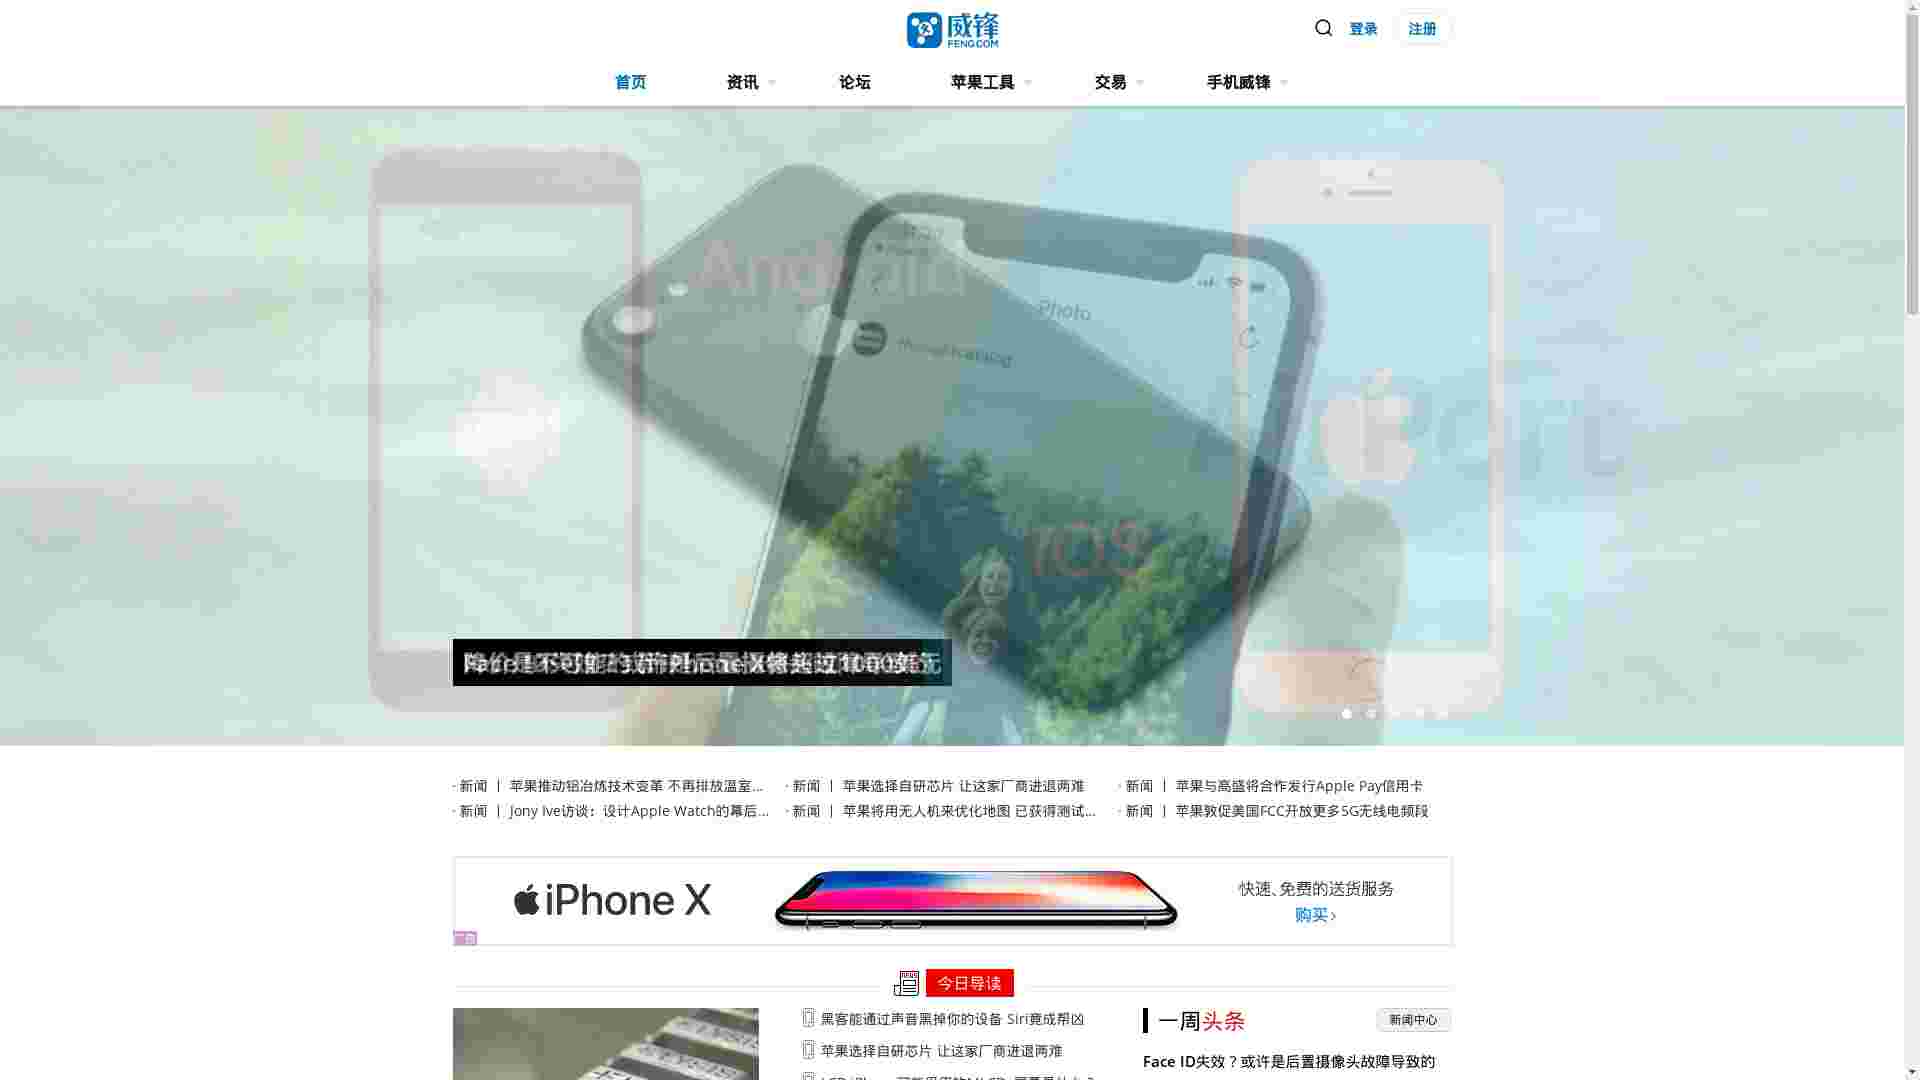 威锋
FENG.COM
登录
注册
首页
资讯
论坛
苹果工具
交易
手机威锋
Android
Photo
iOS
· 新闻 丨 苹果推动铝冶炼技术变革 不再排放温室...
· 新闻 丨 苹果选择自研芯片 让这家厂商进退两难
· 新闻 丨 苹果与高盛将合作发行Apple Pay信用卡
· 新闻 丨 Jony Ive访谈：设计Apple Watch的幕后...
· 新闻 丨 苹果将用无人机来优化地图 已获得测试...
· 新闻 丨 苹果敦促美国FCC开放更多5G无线电频段
iPhone X
快速、免费的送货服务
购买 ›
广告
NEWS
今日导读
黑客能通过声音黑掉你的设备 Siri竟成帮凶
苹果选择自研芯片 让这家厂商进退两难
一周头条
新闻中心
Face ID失效？或许是后置摄像头故障导致的